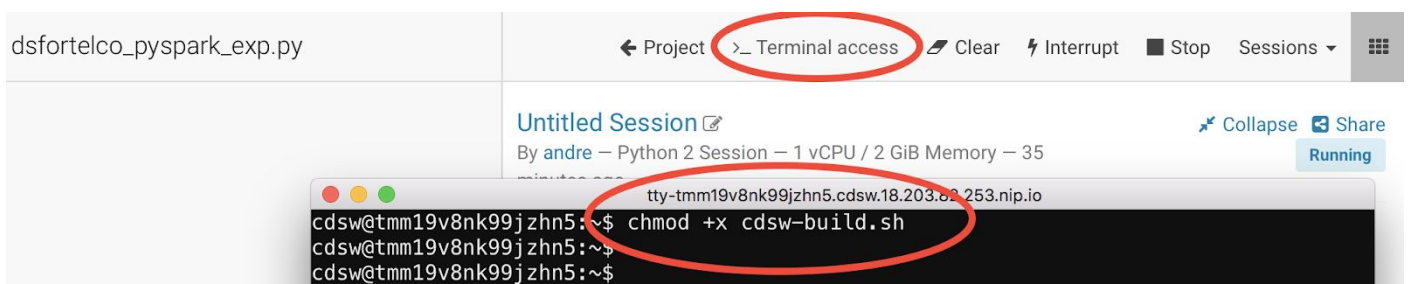 dsfortelco_pyspark_exp.py
Project >_ Terminal access Clear Interrupt Stop Sessions
Untitled Session
Collapse Share
By andre — Python 2 Session — 1 vCPU / 2 GiB Memory — 35
Running
minutes ago
tty-tmm19v8nk99jzhn5.cdsw.18.203.82.253.nip.io
cdsw@tmm19v8nk99jzhn5:~$ chmod +x cdsw-build.sh
cdsw@tmm19v8nk99jzhn5:~$
cdsw@tmm19v8nk99jzhn5:~$